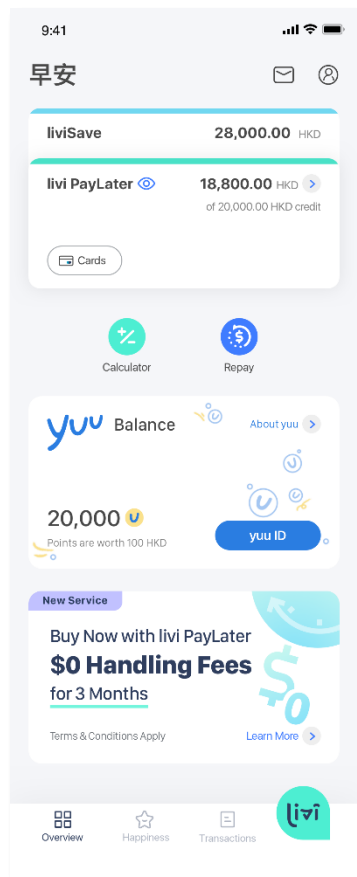 9:41
早安
liviSave 28,000.00 HKD
livi PayLater 18,800.00 HKD
of 20,000.00 HKD credit
Cards
Calculator Repay
yuu Balance About yuu
20,000
Points are worth 100 HKD
yuu ID
New Service
Buy Now with livi PayLater
$0 Handling Fees
for 3 Months
Terms & Conditions Apply Learn More
Overview Happiness Transactions livi